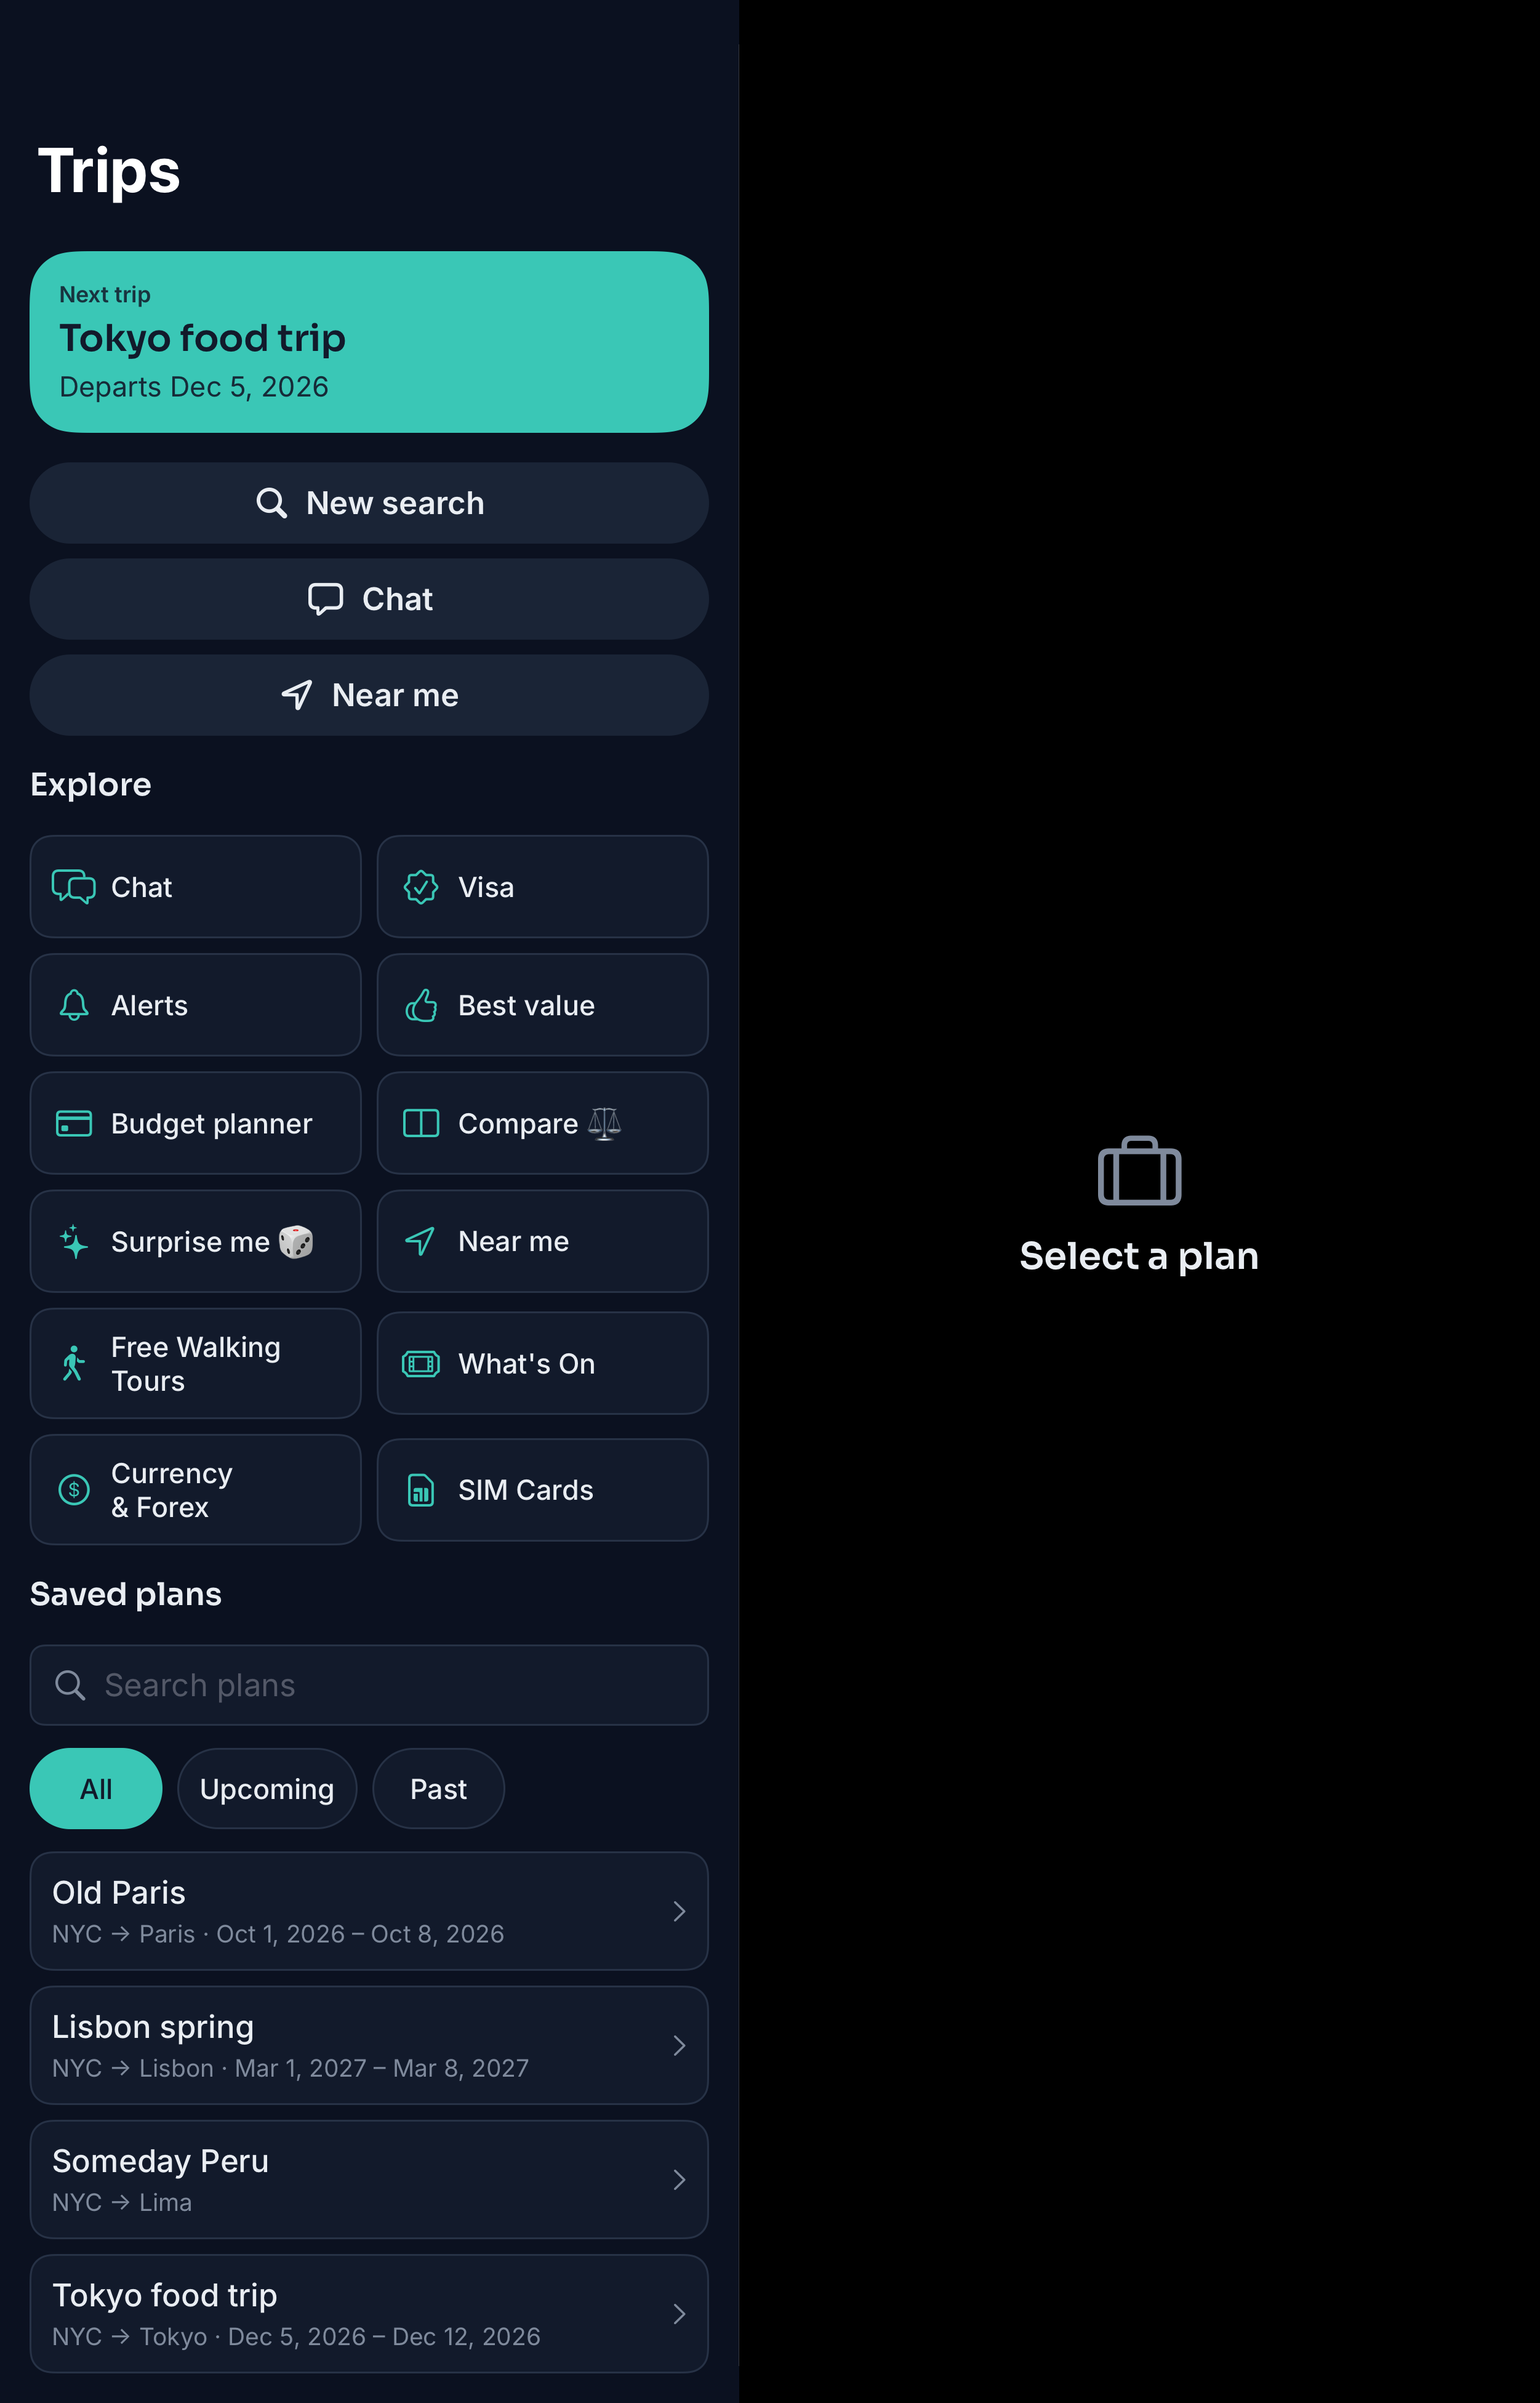 Trips
Next trip
Tokyo food trip
Departs Dec 5, 2026
New search
Chat
Near me
Explore
Chat
Visa
Alerts
Best value
Budget planner
Compare ⚖️
Surprise me 🎲
Near me
Free Walking
Tours
What's On
Currency
& Forex
SIM Cards
Saved plans
Search plans
All
Upcoming
Past
Old Paris
NYC → Paris · Oct 1, 2026 – Oct 8, 2026
Lisbon spring
NYC → Lisbon · Mar 1, 2027 – Mar 8, 2027
Someday Peru
NYC → Lima
Tokyo food trip
NYC → Tokyo · Dec 5, 2026 – Dec 12, 2026
Select a plan